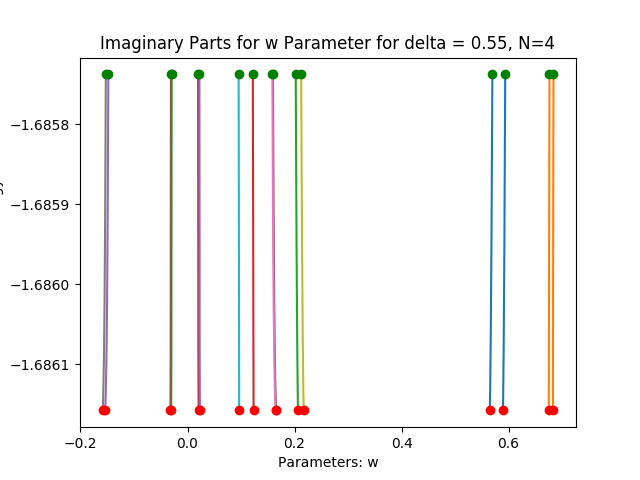 Imaginary Parts for w Parameter for delta = 0.55, N=4
−1.6858
−1.6859
−1.6860
−1.6861
−0.2 0.0 0.2 0.4 0.6
Parameters: w